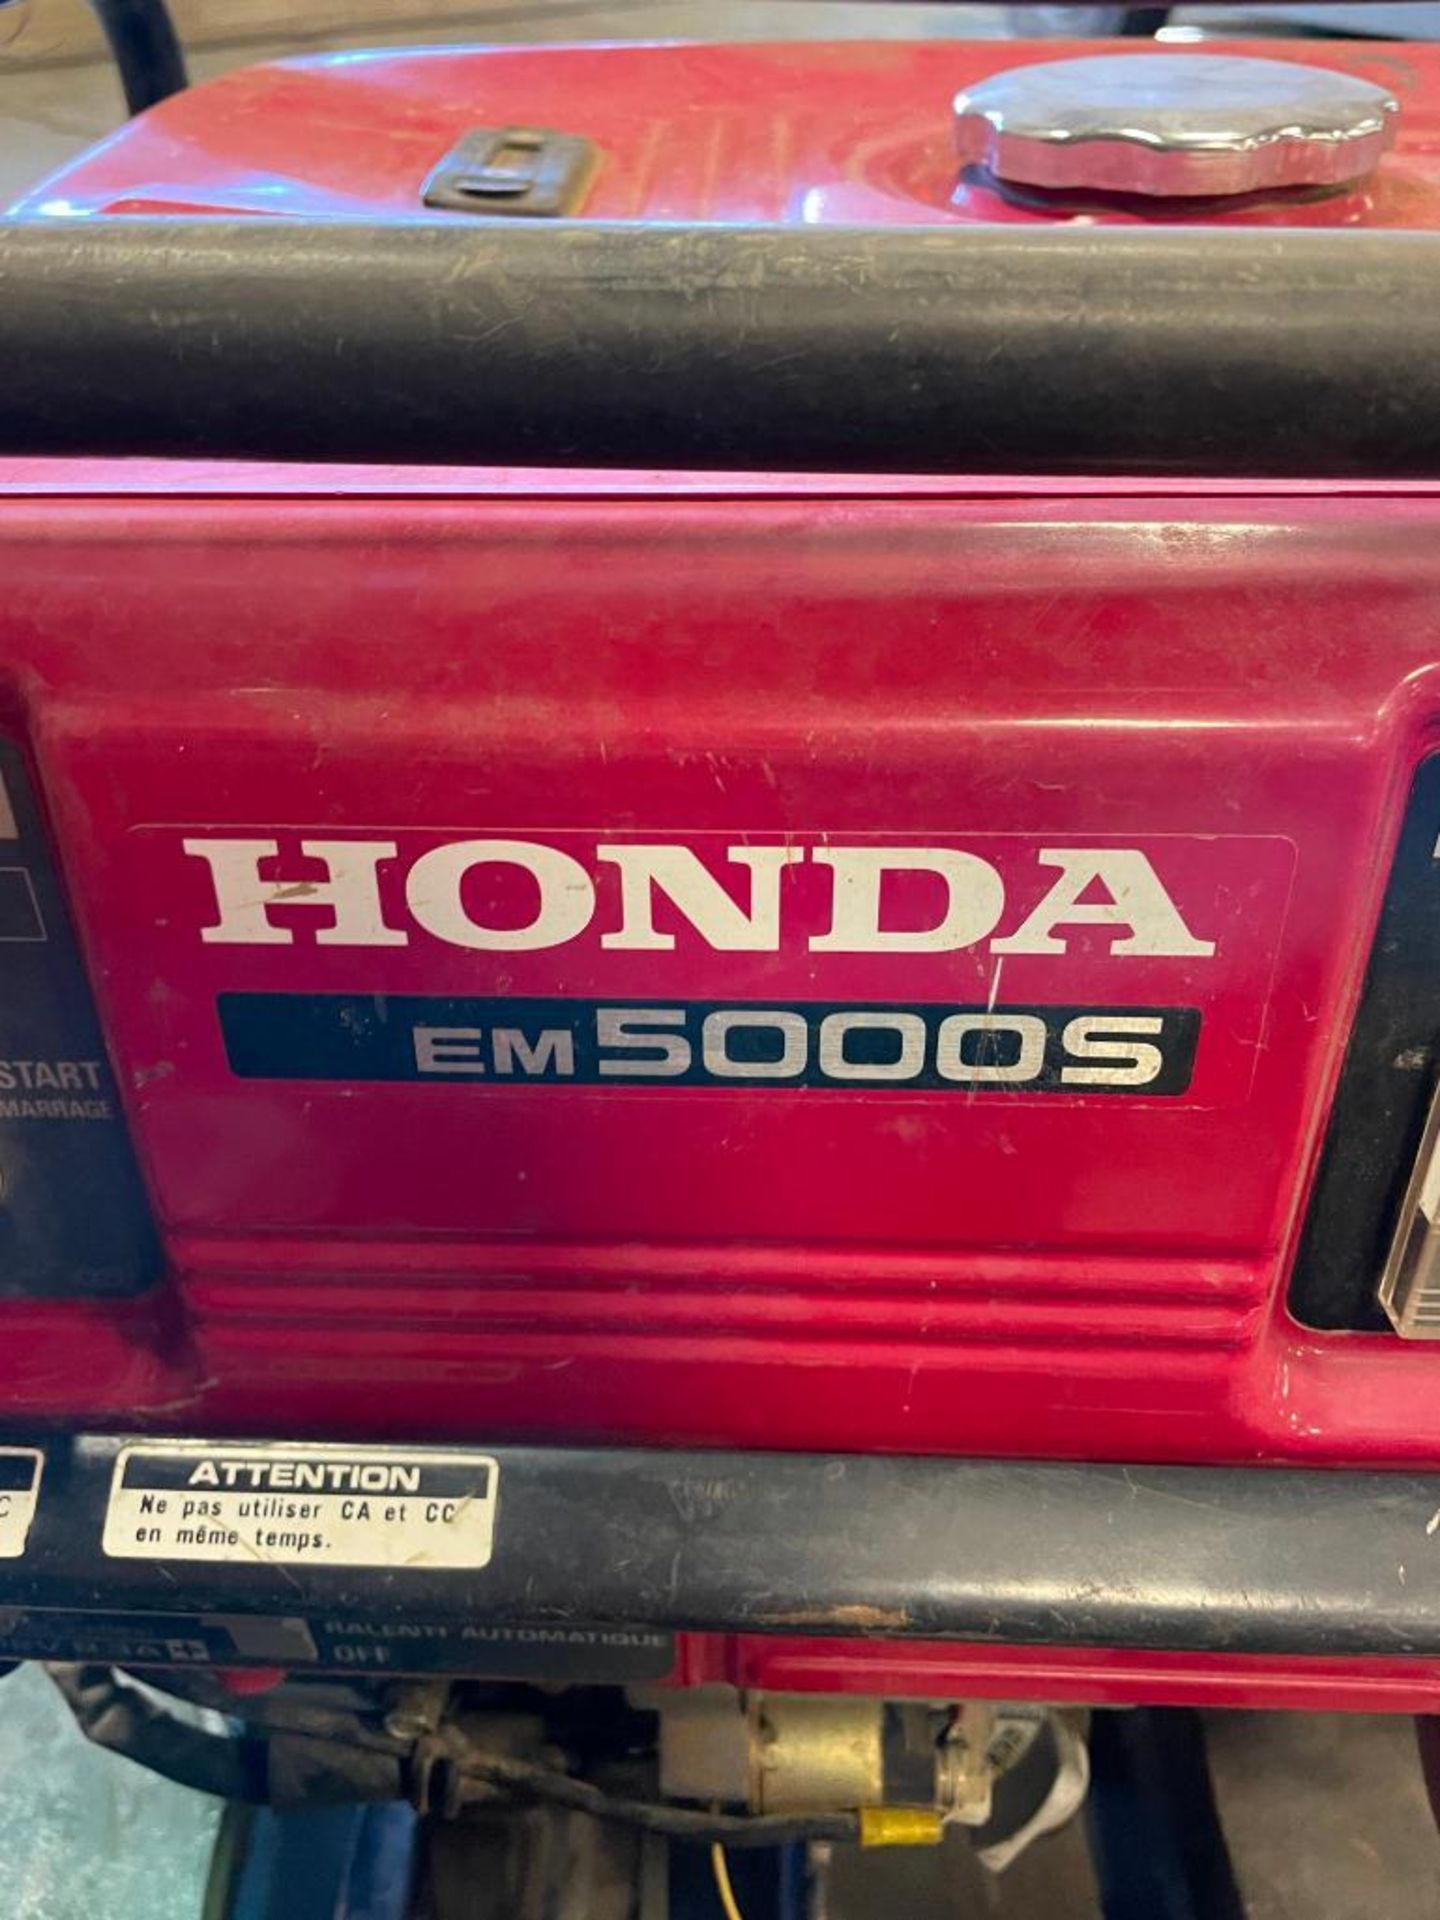 HONDA
EM5000S
START
MARRAGE
ATTENTION
Ne pas utiliser CA et CC
en même temps.
C
RALENTI AUTOMATIQUE
OFF